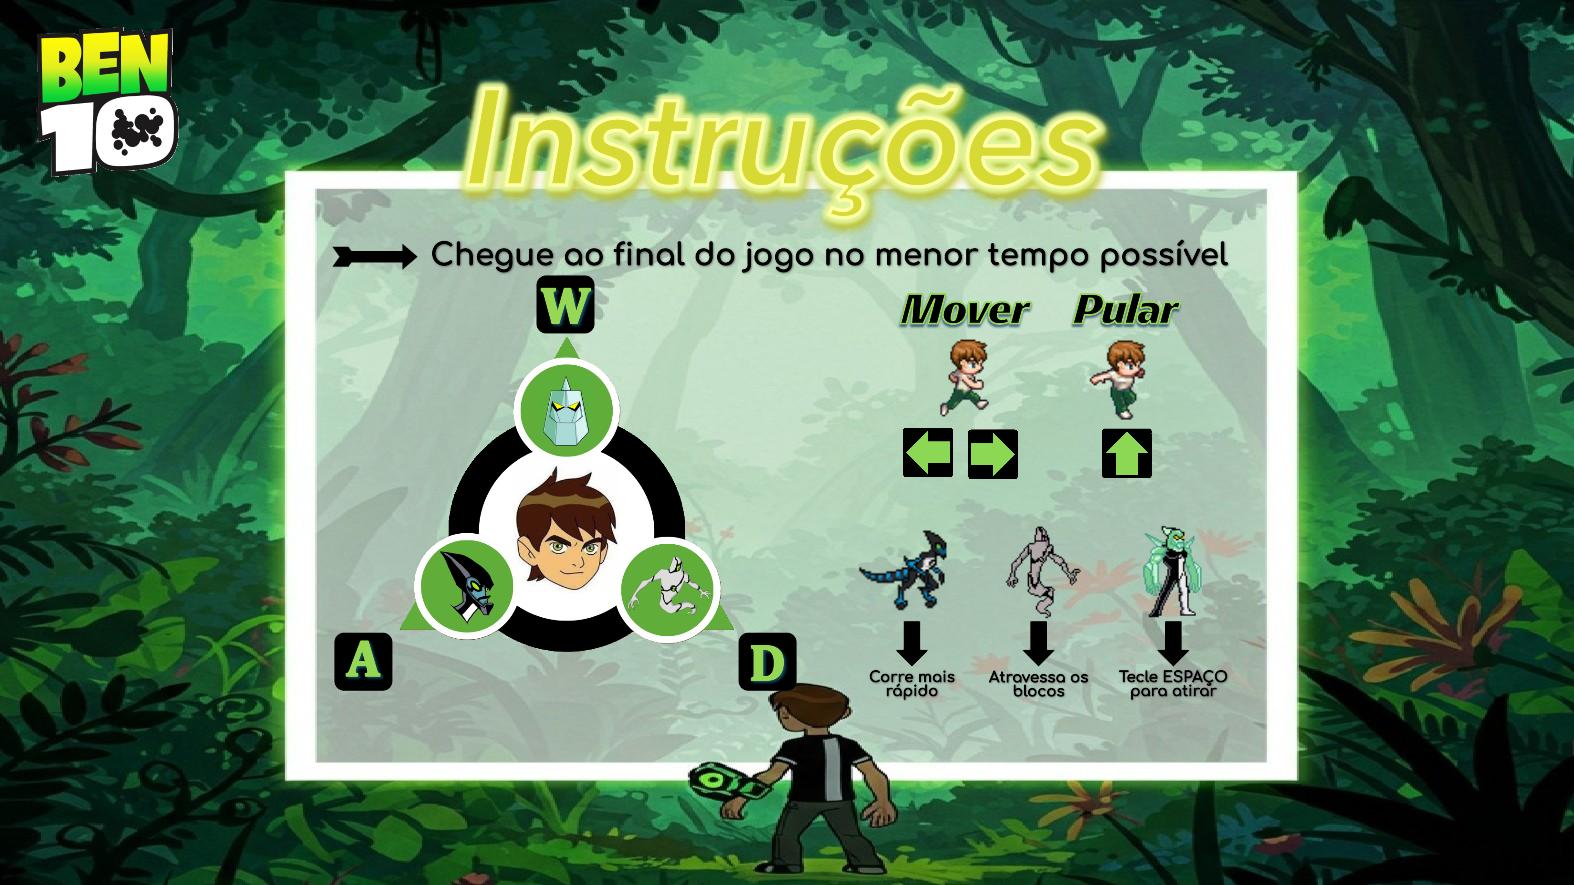 BEN
10
Instruções
Chegue ao final do jogo no menor tempo possível
W
Mover
Pular
A
D
Corre mais
rápido
Atravessa os
blocos
Tecle ESPAÇO
para atirar